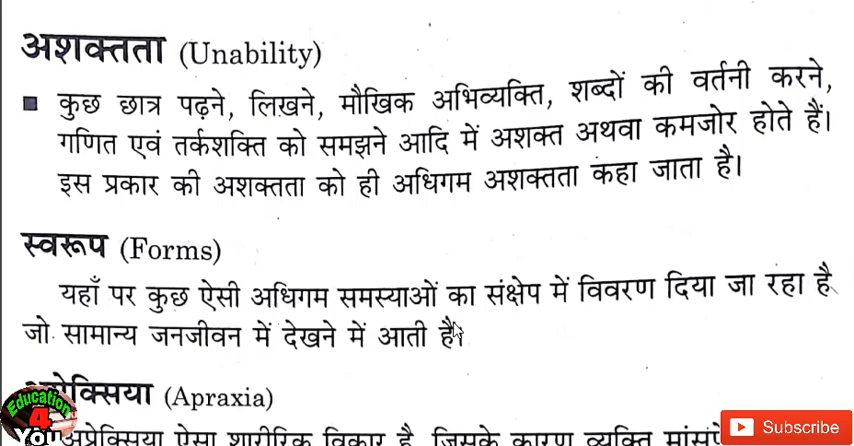 अशक्तता (Unability)
■ कुछ छात्र पढ़ने, लिखने, मौखिक अभिव्यक्ति, शब्दों की वर्तनी करने,
गणित एवं तर्कशक्ति को समझने आदि में अशक्त अथवा कमजोर होते हैं।
इस प्रकार की अशक्तता को ही अधिगम अशक्तता कहा जाता है।
स्वरूप (Forms)
यहाँ पर कुछ ऐसी अधिगम समस्याओं का संक्षेप में विवरण दिया जा रहा है
जो सामान्य जनजीवन में देखने में आती हैं।
(Apraxia)
Education
4
You
अप्रेक्सिया ऐसा शारीरिक विकार है, जिसके कारण व्यक्ति
Subscribe